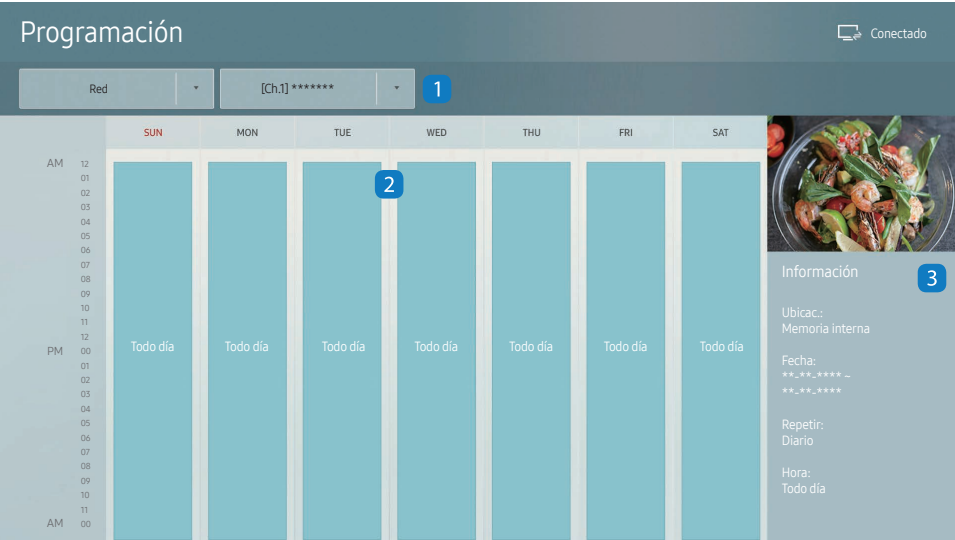 Programación
Conectado
Red
[Ch.1] *******
1
SUN MON TUE WED THU FRI SAT
AM 12
01
02
03
04
05
06
07
08
09
10
11
12
PM 00
01
02
03
04
05
06
07
08
09
10
11
AM 00
2
Todo día Todo día Todo día Todo día Todo día Todo día Todo día
Información
3
Ubicac.:
Memoria interna
Fecha:
**-**-**** ~
**-**-****
Repetir:
Diario
Hora:
Todo día